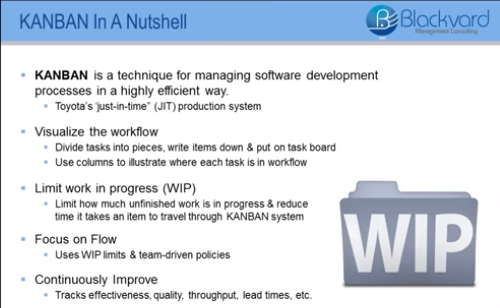 KANBAN In A Nutshell
Blackvard
Management Consulting
KANBAN is a technique for managing software development
processes in a highly efficient way.
Toyota's 'just-in-time" (JIT) production system
Visualize the workflow
Divide tasks into pieces, write items down & put on task board
Use columns to illustrate where each task is in workflow
Limit work in progress (WIP)
Limit how much unfinished work is in progress & reduce
time it takes an item to travel through KANBAN system
WIP
Focus on Flow
Uses WIP limits & team-driven policies
Continuously Improve
Tracks effectiveness, quality, throughput, lead times, etc.